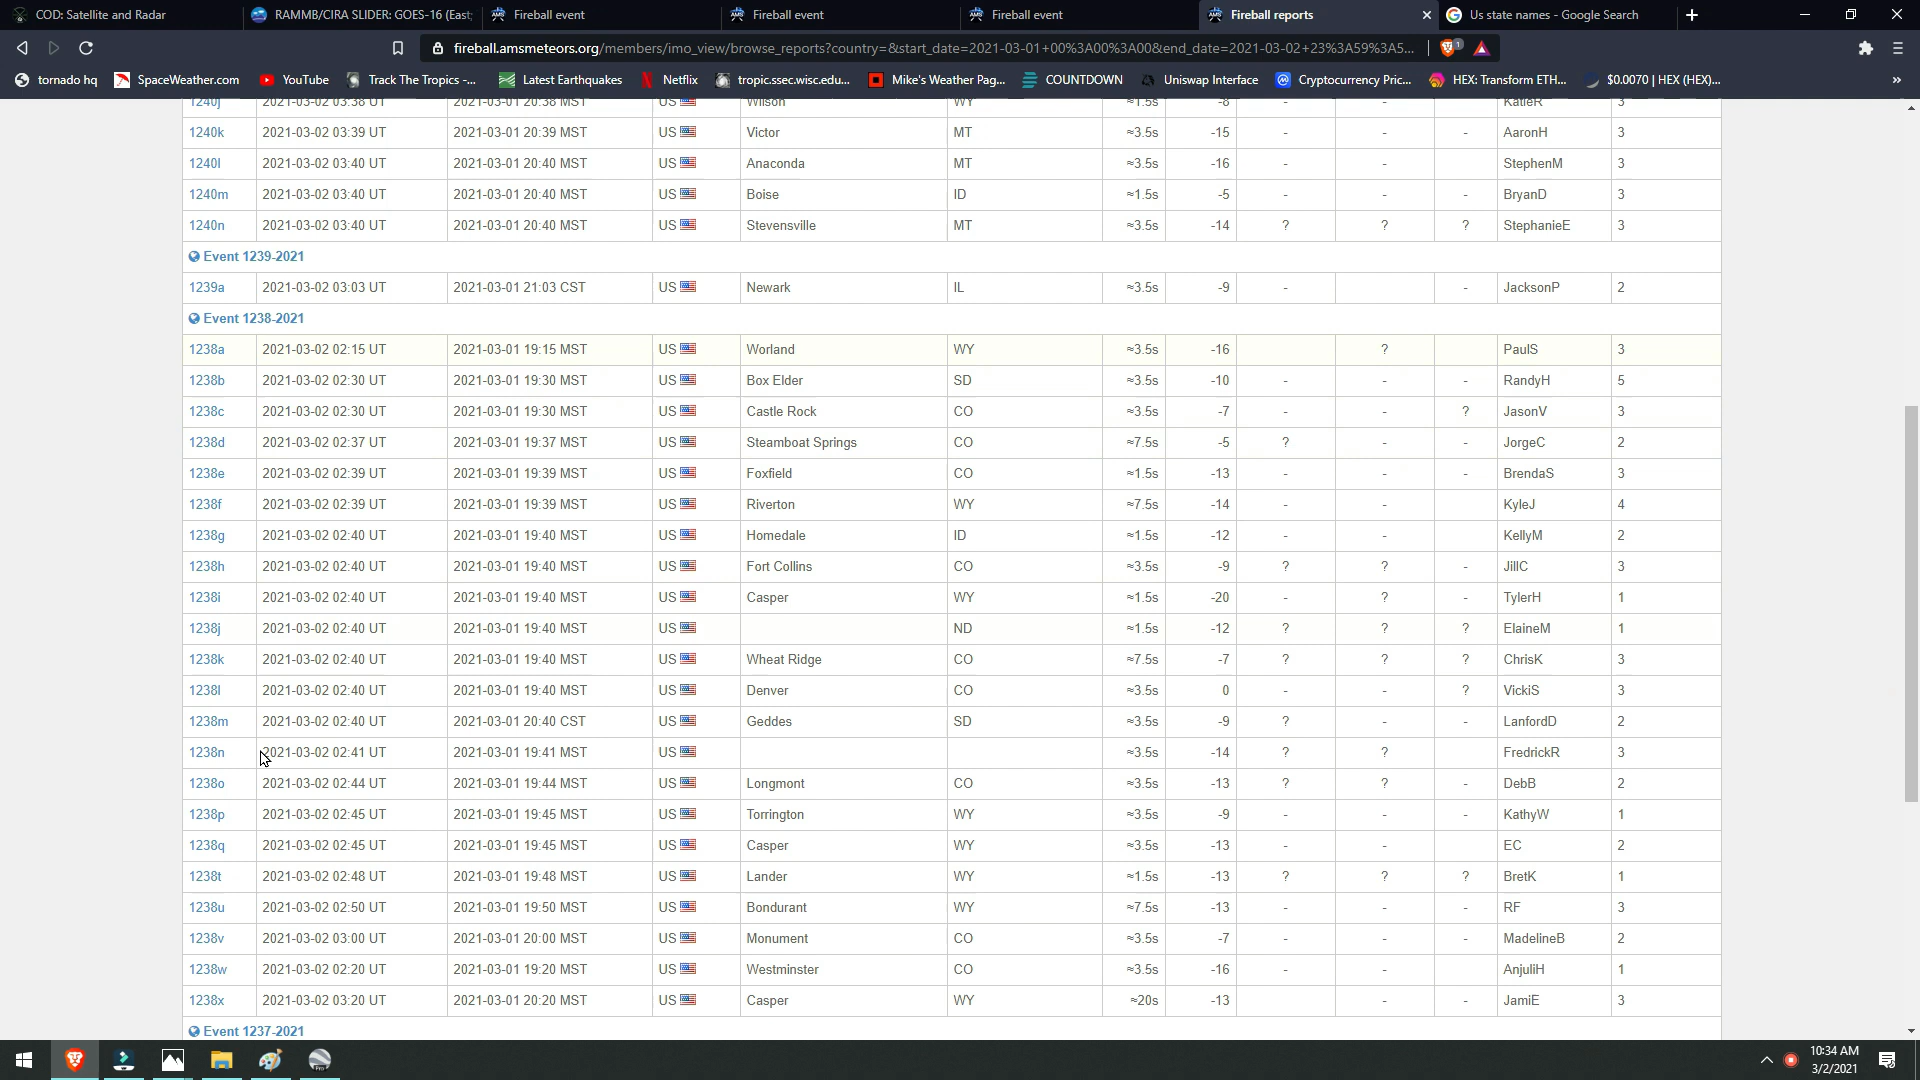 COD: Satellite and Radar
RAMMB/CIRA SLIDER: GOES-16 (East
Fireball event
Fireball event
Fireball event
Fireball reports
Us state names - Google Search
fireball.amsmeteors.org/members/imo_view/browse_reports?country=&start_date=2021-03-01+00%3A00%3A00&end_date=2021-03-02+23%3A59%3A5...
1
tornado hq
SpaceWeather.com
YouTube
Track The Tropics -...
Latest Earthquakes
Netflix
tropic.ssec.wisc.edu...
Mike's Weather Pag...
COUNTDOWN
Uniswap Interface
Cryptocurrency Pric...
HEX: Transform ETH...
$0.0070 | HEX (HEX)...
1240j 2021-03-02 03:38 UT 2021-03-01 20:38 MST US Wilson WY ≈1.5s -8 - - KatieR 3
1240k 2021-03-02 03:39 UT 2021-03-01 20:39 MST US Victor MT ≈3.5s -15 - - - AaronH 3
1240l 2021-03-02 03:40 UT 2021-03-01 20:40 MST US Anaconda MT ≈3.5s -16 - - StephenM 3
1240m 2021-03-02 03:40 UT 2021-03-01 20:40 MST US Boise ID ≈1.5s -5 - - - BryanD 3
1240n 2021-03-02 03:40 UT 2021-03-01 20:40 MST US Stevensville MT ≈3.5s -14 ? ? ? StephanieE 3
Event 1239-2021
1239a 2021-03-02 03:03 UT 2021-03-01 21:03 CST US Newark IL ≈3.5s -9 - - JacksonP 2
Event 1238-2021
1238a 2021-03-02 02:15 UT 2021-03-01 19:15 MST US Worland WY ≈3.5s -16 ? PaulS 3
1238b 2021-03-02 02:30 UT 2021-03-01 19:30 MST US Box Elder SD ≈3.5s -10 - - - RandyH 5
1238c 2021-03-02 02:30 UT 2021-03-01 19:30 MST US Castle Rock CO ≈3.5s -7 - - ? JasonV 3
1238d 2021-03-02 02:37 UT 2021-03-01 19:37 MST US Steamboat Springs CO ≈7.5s -5 ? - - JorgeC 2
1238e 2021-03-02 02:39 UT 2021-03-01 19:39 MST US Foxfield CO ≈1.5s -13 - - - BrendaS 3
1238f 2021-03-02 02:39 UT 2021-03-01 19:39 MST US Riverton WY ≈7.5s -14 - - - KyleJ 4
1238g 2021-03-02 02:40 UT 2021-03-01 19:40 MST US Homedale ID ≈1.5s -12 - - KellyM 2
1238h 2021-03-02 02:40 UT 2021-03-01 19:40 MST US Fort Collins CO ≈3.5s -9 ? ? - JillC 3
1238i 2021-03-02 02:40 UT 2021-03-01 19:40 MST US Casper WY ≈1.5s -20 - ? - TylerH 1
1238j 2021-03-02 02:40 UT 2021-03-01 19:40 MST US ND ≈1.5s -12 ? ? ? ElaineM 1
1238k 2021-03-02 02:40 UT 2021-03-01 19:40 MST US Wheat Ridge CO ≈7.5s -7 ? ? ? ChrisK 3
1238l 2021-03-02 02:40 UT 2021-03-01 19:40 MST US Denver CO ≈3.5s 0 - - ? VickiS 3
1238m 2021-03-02 02:40 UT 2021-03-01 20:40 CST US Geddes SD ≈3.5s -9 ? - - LanfordD 2
1238n 2021-03-02 02:41 UT 2021-03-01 19:41 MST US ≈3.5s -14 ? ? FredrickR 3
1238o 2021-03-02 02:44 UT 2021-03-01 19:44 MST US Longmont CO ≈3.5s -13 ? ? - DebB 2
1238p 2021-03-02 02:45 UT 2021-03-01 19:45 MST US Torrington WY ≈3.5s -9 - - - KathyW 1
1238q 2021-03-02 02:45 UT 2021-03-01 19:45 MST US Casper WY ≈3.5s -13 - - EC 2
1238t 2021-03-02 02:48 UT 2021-03-01 19:48 MST US Lander WY ≈1.5s -13 ? ? ? BretK 1
1238u 2021-03-02 02:50 UT 2021-03-01 19:50 MST US Bondurant WY ≈7.5s -13 - - - RF 3
1238v 2021-03-02 03:00 UT 2021-03-01 20:00 MST US Monument CO ≈3.5s -7 - - - MadelineB 2
1238w 2021-03-02 02:20 UT 2021-03-01 19:20 MST US Westminster CO ≈3.5s -16 - - AnjuliH 1
1238x 2021-03-02 03:20 UT 2021-03-01 20:20 MST US Casper WY ≈20s -13 - - JamiE 3
Event 1237-2021
10:34 AM
3/2/2021